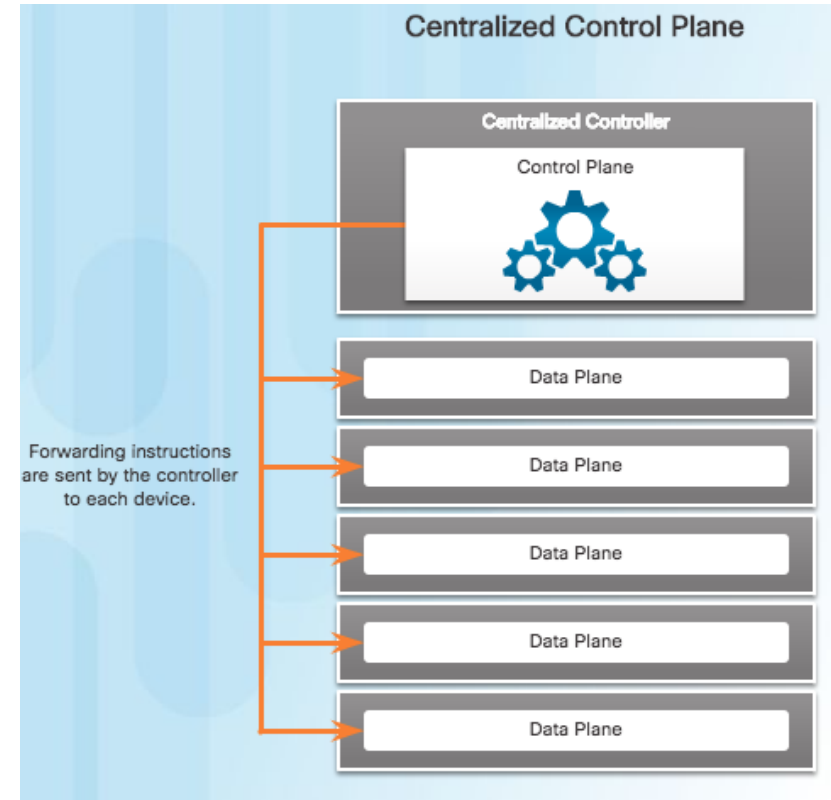 Centralized Control Plane
Centralized Controller
Control Plane
Data Plane
Data Plane
Forwarding instructions
are sent by the controller
to each device.
Data Plane
Data Plane
Data Plane